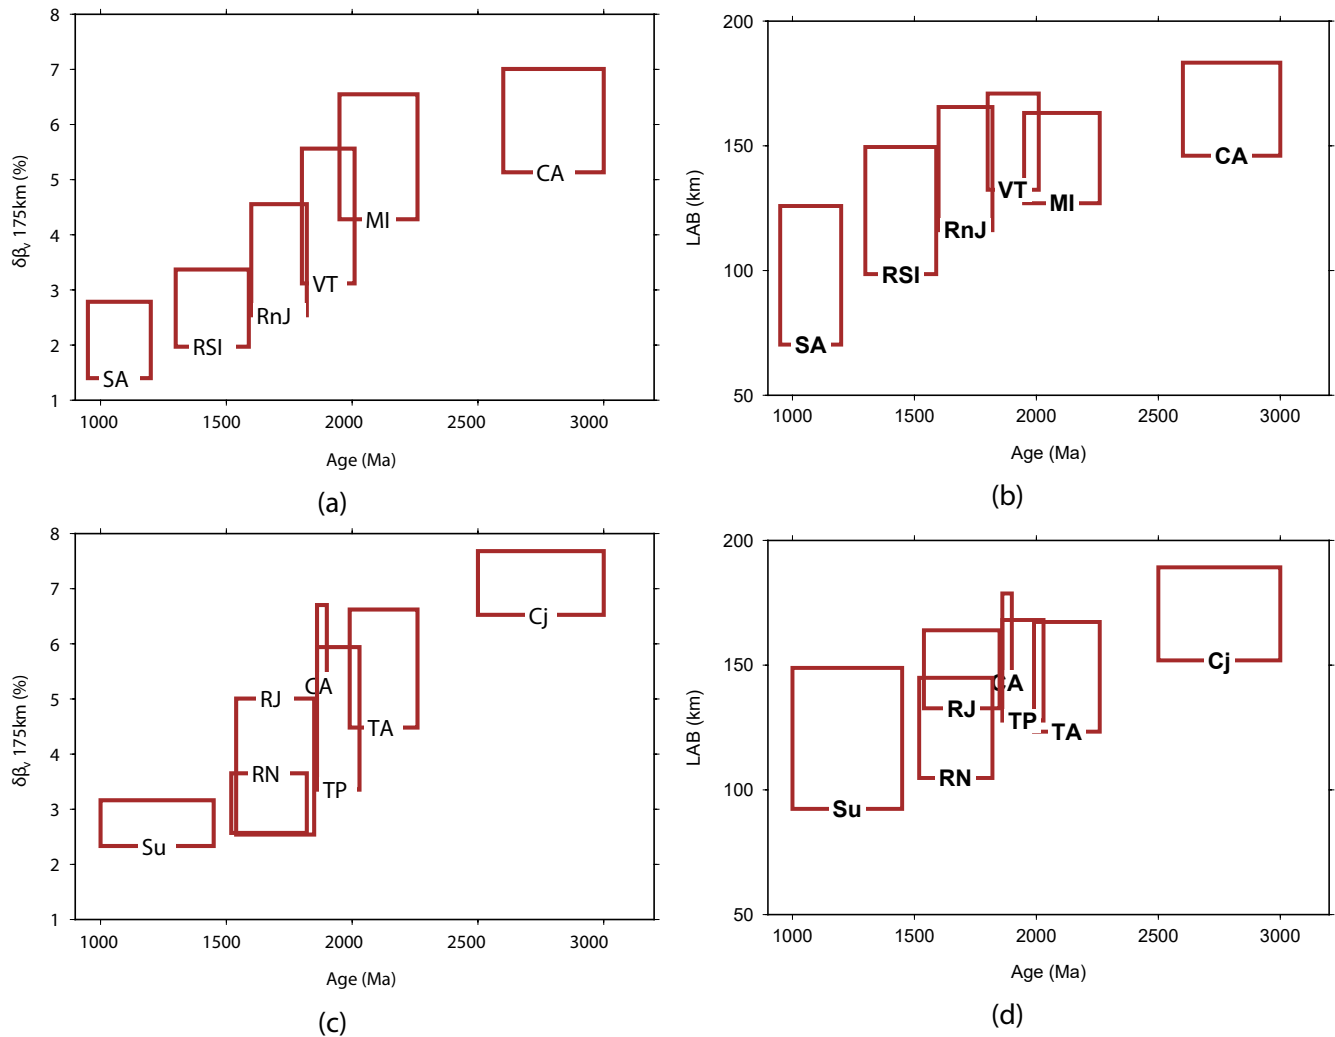 8
7
6
5
4
3
2
1
δβv 175km (%)
SA
RSI
RnJ
VT
MI
CA
1000 1500 2000 2500 3000
Age (Ma)
(a)
200
150
100
50
LAB (km)
SA
RSI
RnJ
VT
MI
CA
1000 1500 2000 2500 3000
Age (Ma)
(b)
8
7
6
5
4
3
2
1
δβv 175km (%)
Su
RN
RJ
CA
TP
TA
Cj
1000 1500 2000 2500 3000
Age (Ma)
(c)
200
150
100
50
LAB (km)
Su
RN
RJ
CA
TP
TA
Cj
1000 1500 2000 2500 3000
Age (Ma)
(d)